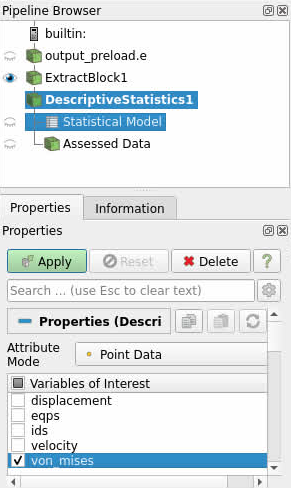 Pipeline Browser
builtin:
output_preload.e
ExtractBlock1
DescriptiveStatistics1
Statistical Model
Assessed Data
Properties Information
Properties
Apply Reset Delete ?
Search ... (use Esc to clear text)
Properties (Descri
Attribute Mode
Point Data
Variables of Interest
displacement
eqps
ids
velocity
von_mises